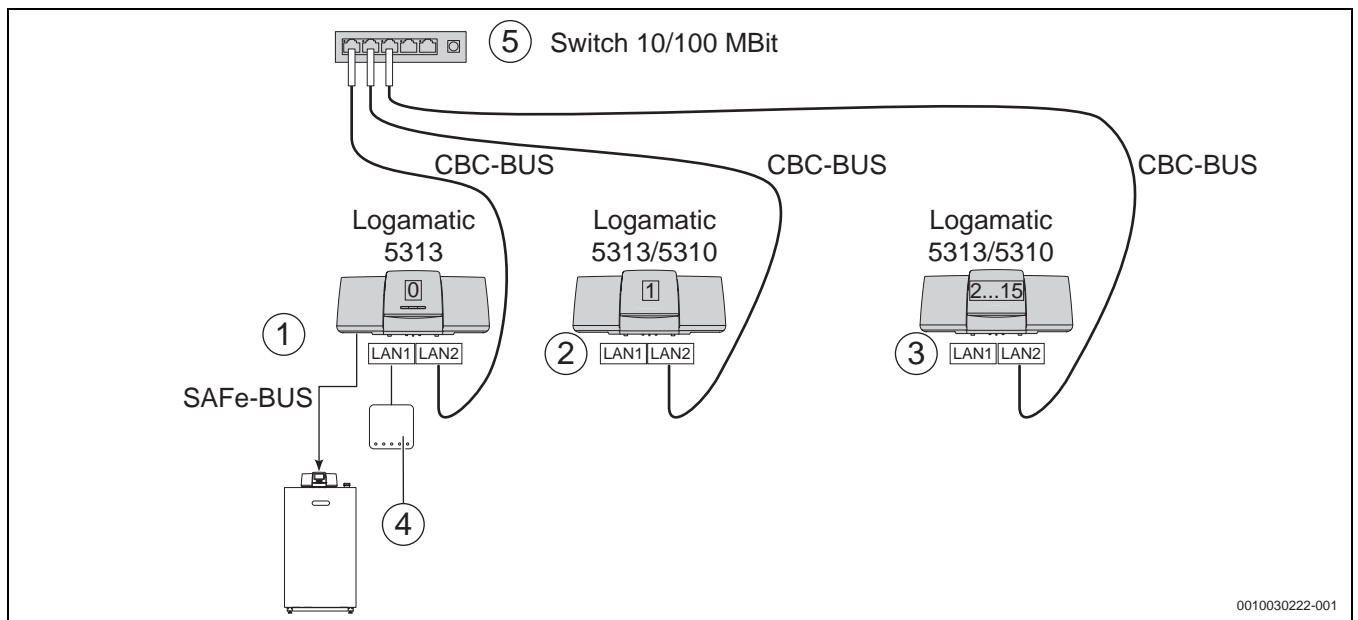 5 Switch 10/100 MBit
CBC-BUS
CBC-BUS
CBC-BUS
Logamatic
5313
Logamatic
5313/5310
Logamatic
5313/5310
0
1
2...15
1
LAN1 LAN2
2
LAN1 LAN2
3
LAN1 LAN2
SAFe-BUS
4
0010030222-001